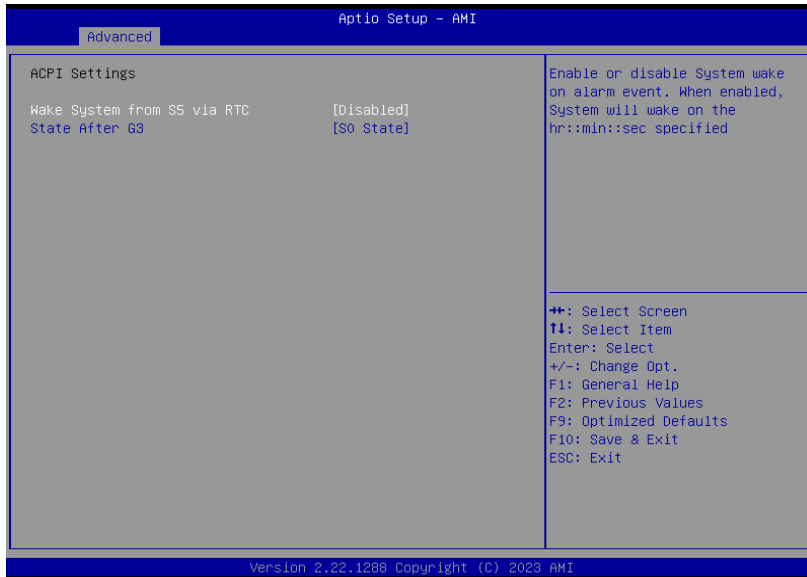 Aptio Setup - AMI
Advanced
ACPI Settings
Wake System from S5 via RTC [Disabled]
State After G3 [S0 State]
Enable or disable System wake
on alarm event. When enabled,
System will wake on the
hr::min::sec specified
→←: Select Screen
↑↓: Select Item
Enter: Select
+/-: Change Opt.
F1: General Help
F2: Previous Values
F9: Optimized Defaults
F10: Save & Exit
ESC: Exit
Version 2.22.1288 Copyright (C) 2023 AMI